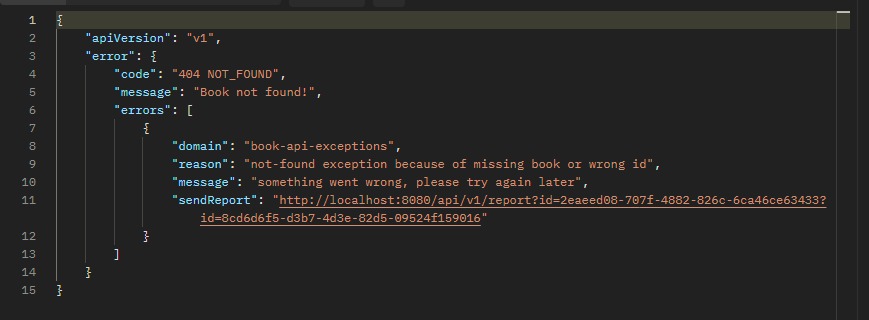 1 {
2 "apiVersion": "v1",
3 "error": {
4 "code": "404 NOT_FOUND",
5 "message": "Book not found!",
6 "errors": [
7 {
8 "domain": "book-api-exceptions",
9 "reason": "not-found exception because of missing book or wrong id",
10 "message": "something went wrong, please try again later",
11 "sendReport": "http://localhost:8080/api/v1/report?id=2eaeed08-707f-4882-826c-6ca46ce63433?
id=8cd6d6f5-d3b7-4d3e-82d5-09524f159016"
12 }
13 ]
14 }
15 }